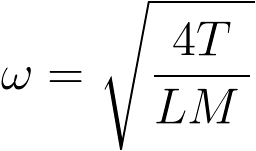 ω = √(4T / LM)